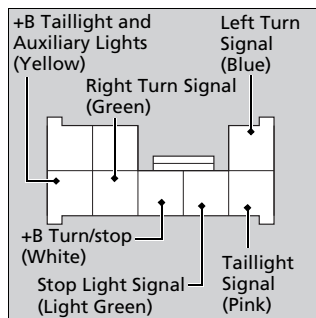 +B Taillight and
Auxiliary Lights
(Yellow)
Left Turn
Signal
(Blue)
Right Turn Signal
(Green)
+B Turn/stop
(White)
Stop Light Signal
(Light Green)
Taillight
Signal
(Pink)